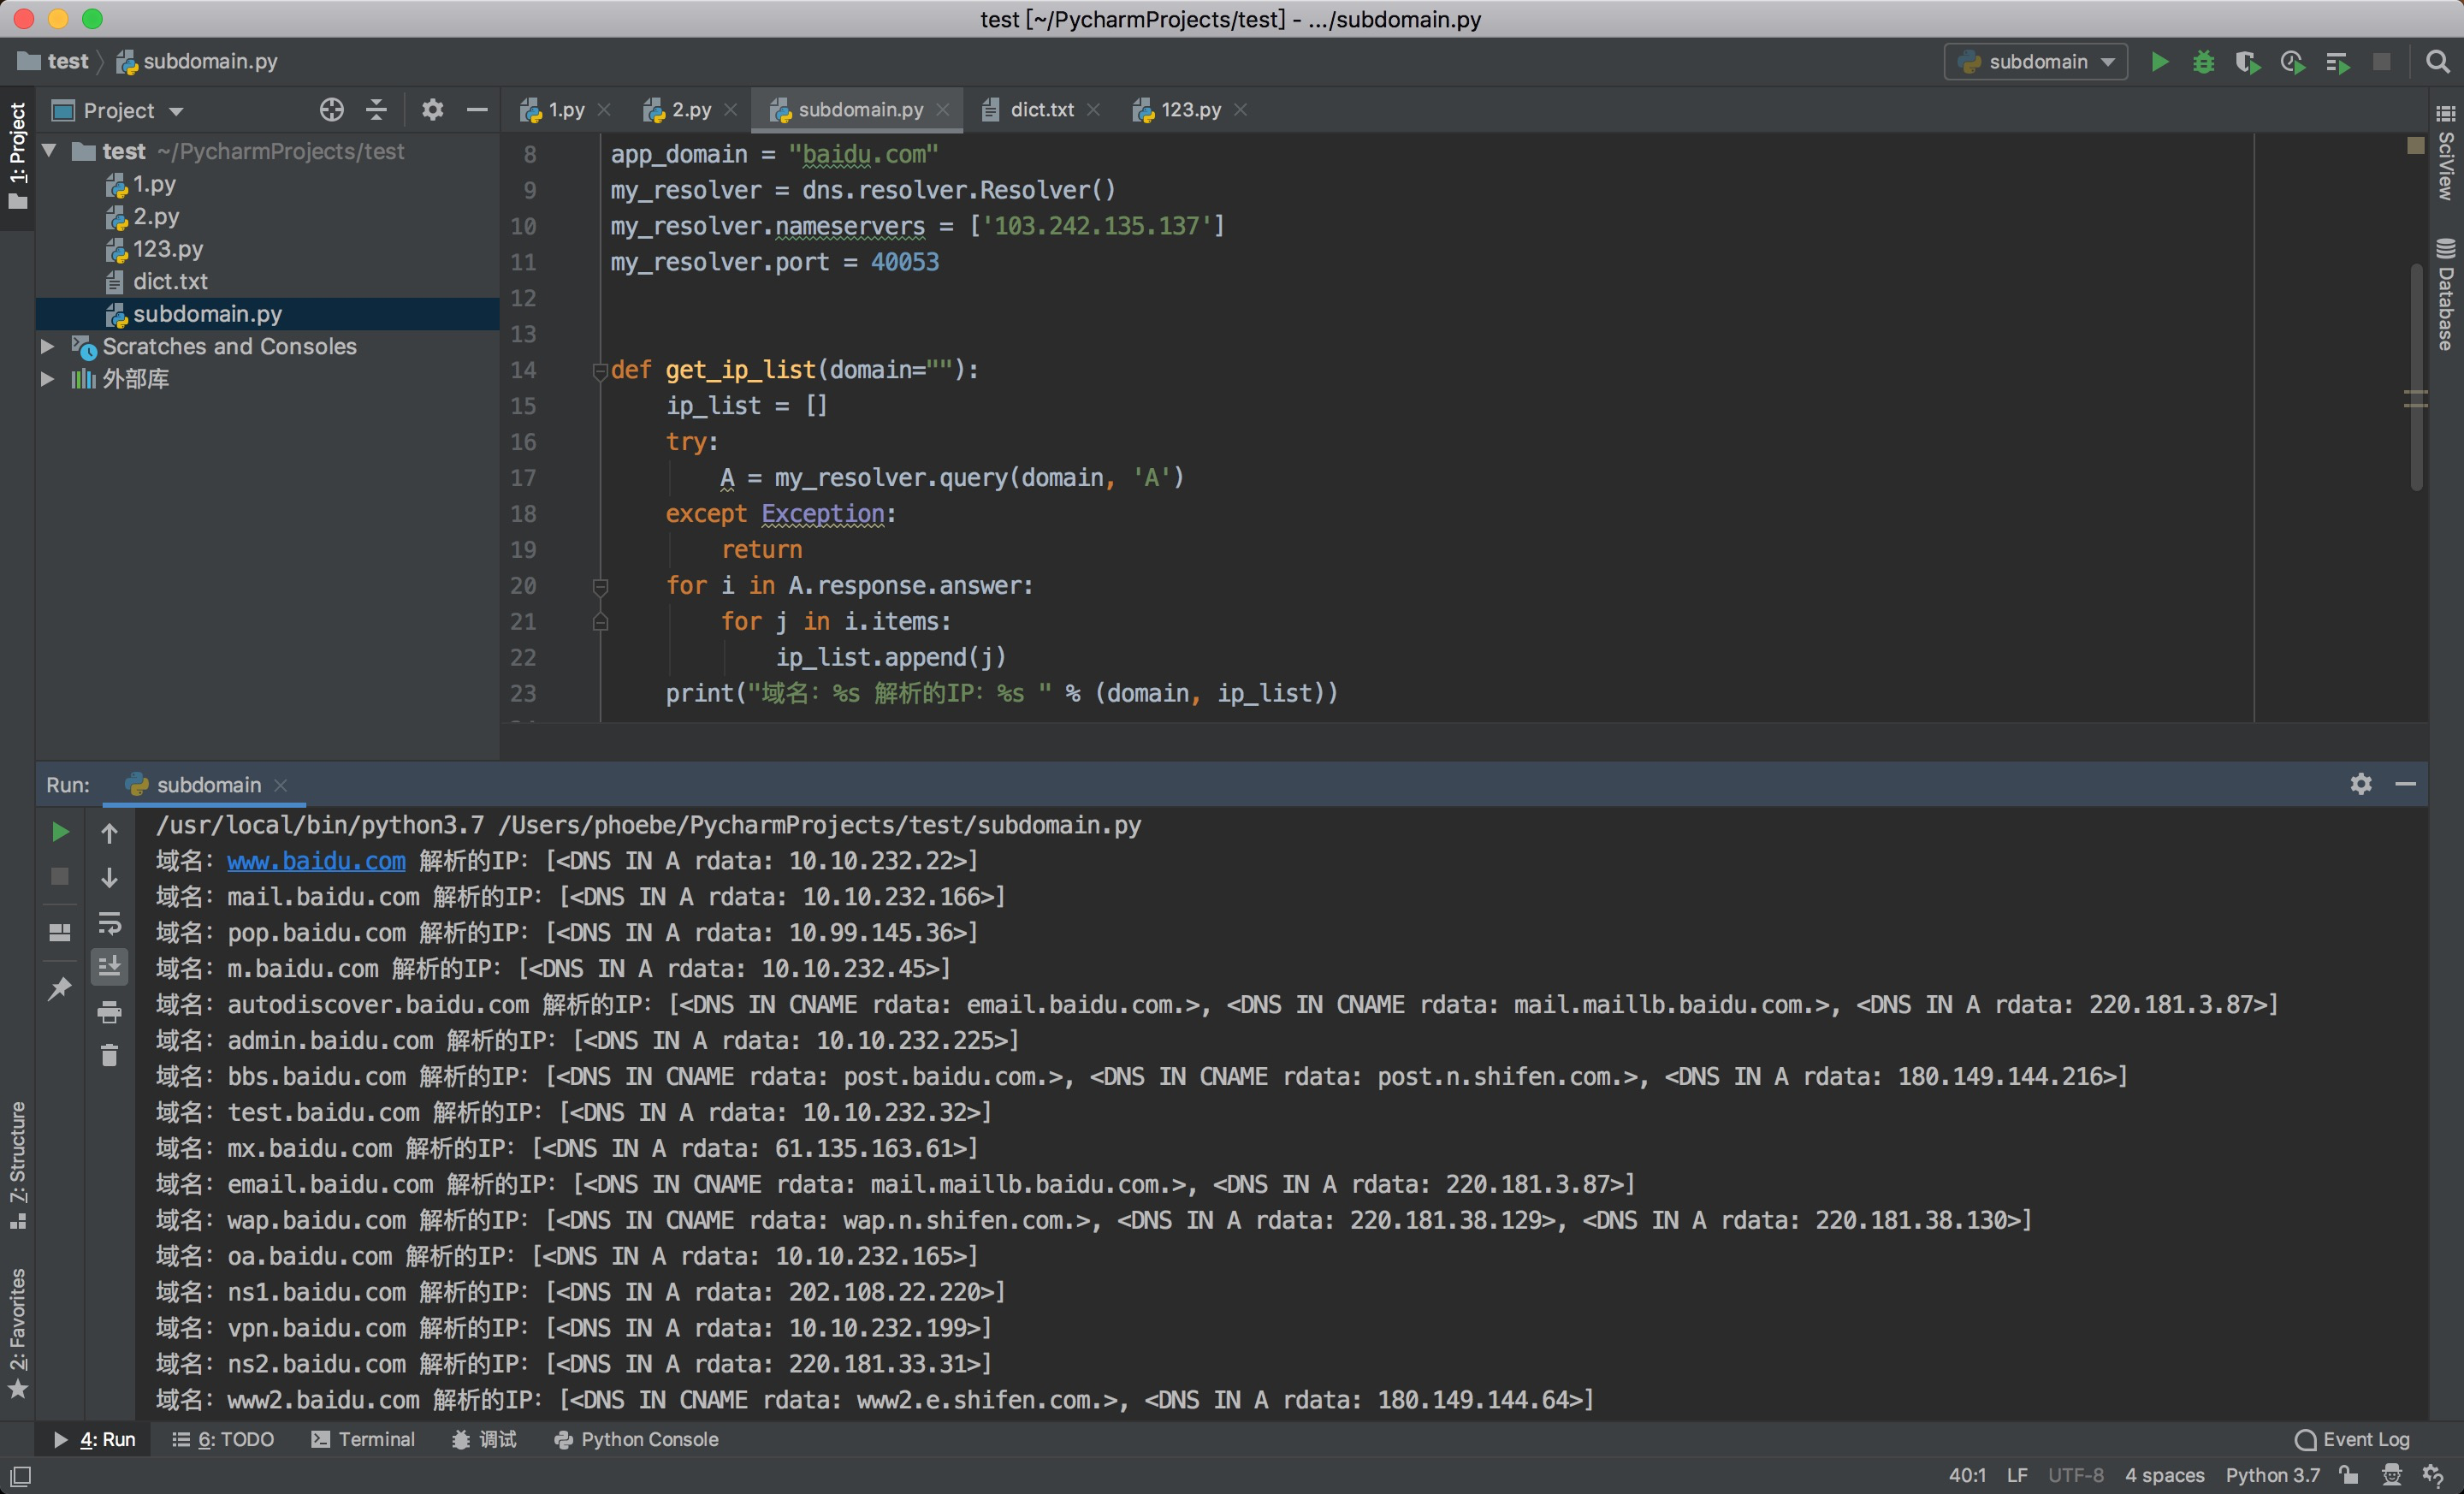 test [~/PycharmProjects/test] - .../subdomain.py
test subdomain.py
subdomain
1: Project
Project
1.py
2.py
subdomain.py
dict.txt
123.py
SciView
Database
test ~/PycharmProjects/test
1.py
2.py
123.py
dict.txt
subdomain.py
Scratches and Consoles
外部库
8 app_domain = "baidu.com"
9 my_resolver = dns.resolver.Resolver()
10 my_resolver.nameservers = ['103.242.135.137']
11 my_resolver.port = 40053
12
13
14 def get_ip_list(domain=""):
15 ip_list = []
16 try:
17 A = my_resolver.query(domain, 'A')
18 except Exception:
19 return
20 for i in A.response.answer:
21 for j in i.items:
22 ip_list.append(j)
23 print("域名：%s 解析的IP：%s " % (domain, ip_list))
Run: subdomain
/usr/local/bin/python3.7 /Users/phoebe/PycharmProjects/test/subdomain.py
域名：www.baidu.com 解析的IP：[<DNS IN A rdata: 10.10.232.22>]
域名：mail.baidu.com 解析的IP：[<DNS IN A rdata: 10.10.232.166>]
域名：pop.baidu.com 解析的IP：[<DNS IN A rdata: 10.99.145.36>]
域名：m.baidu.com 解析的IP：[<DNS IN A rdata: 10.10.232.45>]
域名：autodiscover.baidu.com 解析的IP：[<DNS IN CNAME rdata: email.baidu.com.>, <DNS IN CNAME rdata: mail.maillb.baidu.com.>, <DNS IN A rdata: 220.181.3.87>]
域名：admin.baidu.com 解析的IP：[<DNS IN A rdata: 10.10.232.225>]
域名：bbs.baidu.com 解析的IP：[<DNS IN CNAME rdata: post.baidu.com.>, <DNS IN CNAME rdata: post.n.shifen.com.>, <DNS IN A rdata: 180.149.144.216>]
域名：test.baidu.com 解析的IP：[<DNS IN A rdata: 10.10.232.32>]
域名：mx.baidu.com 解析的IP：[<DNS IN A rdata: 61.135.163.61>]
域名：email.baidu.com 解析的IP：[<DNS IN CNAME rdata: mail.maillb.baidu.com.>, <DNS IN A rdata: 220.181.3.87>]
域名：wap.baidu.com 解析的IP：[<DNS IN CNAME rdata: wap.n.shifen.com.>, <DNS IN A rdata: 220.181.38.129>, <DNS IN A rdata: 220.181.38.130>]
域名：oa.baidu.com 解析的IP：[<DNS IN A rdata: 10.10.232.165>]
域名：ns1.baidu.com 解析的IP：[<DNS IN A rdata: 202.108.22.220>]
域名：vpn.baidu.com 解析的IP：[<DNS IN A rdata: 10.10.232.199>]
域名：ns2.baidu.com 解析的IP：[<DNS IN A rdata: 220.181.33.31>]
域名：www2.baidu.com 解析的IP：[<DNS IN CNAME rdata: www2.e.shifen.com.>, <DNS IN A rdata: 180.149.144.64>]
7: Structure
2: Favorites
4: Run 6: TODO Terminal 调试 Python Console Event Log
40:1 LF UTF-8 4 spaces Python 3.7